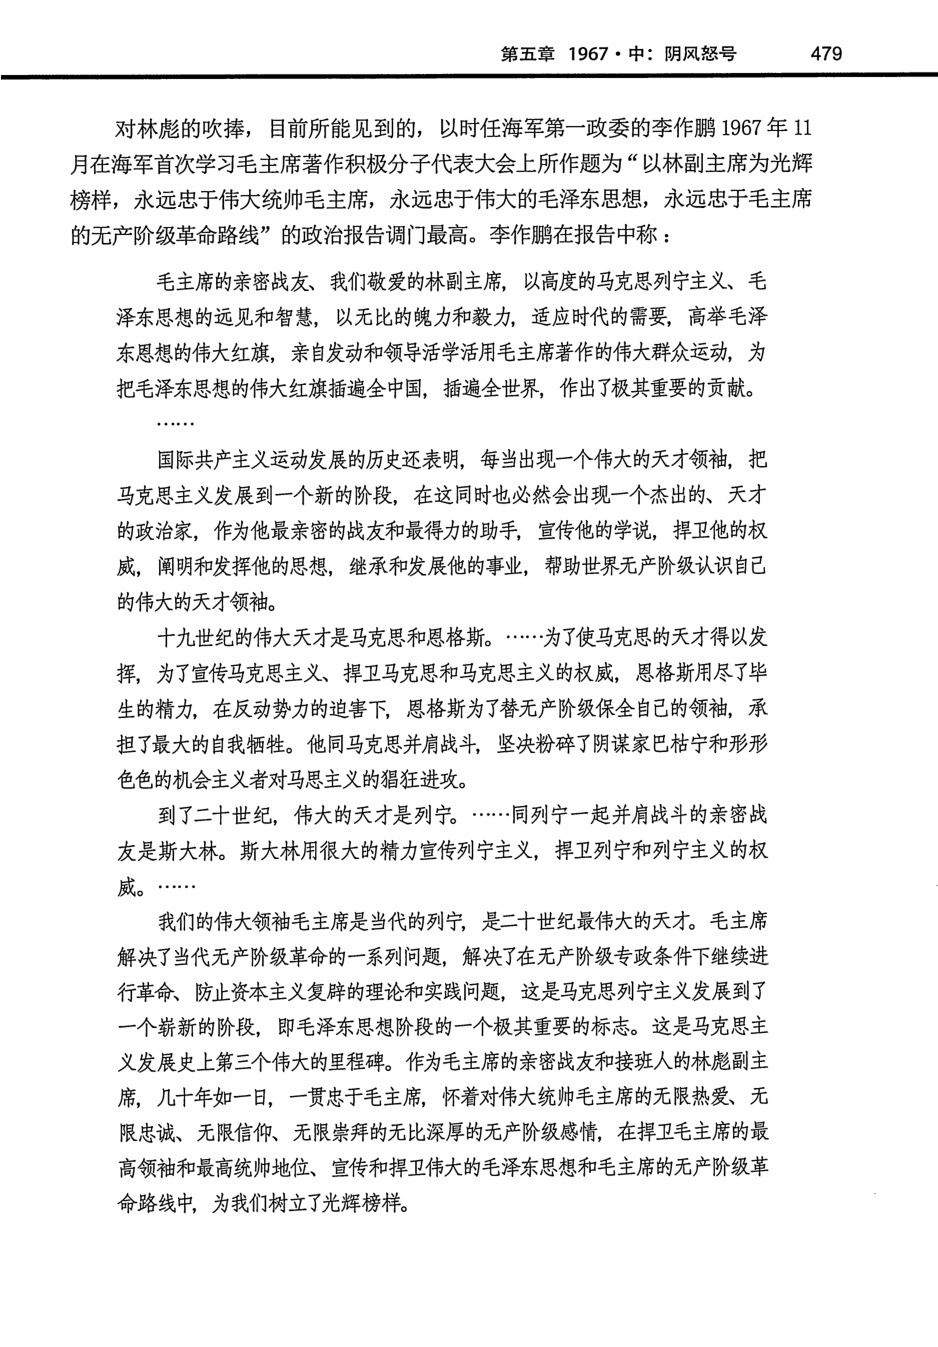 第五章 1967·中：阴风怒号 479
对林彪的吹捧，目前所能见到的，以时任海军第一政委的李作鹏 1967 年 11
月在海军首次学习毛主席著作积极分子代表大会上所作题为“以林副主席为光辉
榜样，永远忠于伟大统帅毛主席，永远忠于伟大的毛泽东思想，永远忠于毛主席
的无产阶级革命路线”的政治报告调门最高。李作鹏在报告中称：
毛主席的亲密战友、我们敬爱的林副主席，以高度的马克思列宁主义、毛
泽东思想的远见和智慧，以无比的魄力和毅力，适应时代的需要，高举毛泽
东思想的伟大红旗，亲自发动和领导活学活用毛主席著作的伟大群众运动，为
把毛泽东思想的伟大红旗插遍全中国，插遍全世界，作出了极其重要的贡献。
……
国际共产主义运动发展的历史还表明，每当出现一个伟大的天才领袖，把
马克思主义发展到一个新的阶段，在这同时也必然会出现一个杰出的、天才
的政治家，作为他最亲密的战友和最得力的助手，宣传他的学说，捍卫他的权
威，阐明和发挥他的思想，继承和发展他的事业，帮助世界无产阶级认识自己
的伟大的天才领袖。
十九世纪的伟大天才是马克思和恩格斯。……为了使马克思的天才得以发
挥，为了宣传马克思主义、捍卫马克思和马克思主义的权威，恩格斯用尽了毕
生的精力，在反动势力的迫害下，恩格斯为了替无产阶级保全自己的领袖，承
担了最大的自我牺牲。他同马克思并肩战斗，坚决粉碎了阴谋家巴枯宁和形形
色色的机会主义者对马思主义的猖狂进攻。
到了二十世纪，伟大的天才是列宁。……同列宁一起并肩战斗的亲密战
友是斯大林。斯大林用很大的精力宣传列宁主义，捍卫列宁和列宁主义的权
威。……
我们的伟大领袖毛主席是当代的列宁，是二十世纪最伟大的天才。毛主席
解决了当代无产阶级革命的一系列问题，解决了在无产阶级专政条件下继续进
行革命、防止资本主义复辟的理论和实践问题，这是马克思列宁主义发展到了
一个崭新的阶段，即毛泽东思想阶段的一个极其重要的标志。这是马克思主
义发展史上第三个伟大的里程碑。作为毛主席的亲密战友和接班人的林彪副主
席，几十年如一日，一贯忠于毛主席，怀着对伟大统帅毛主席的无限热爱、无
限忠诚、无限信仰、无限崇拜的无比深厚的无产阶级感情，在捍卫毛主席的最
高领袖和最高统帅地位、宣传和捍卫伟大的毛泽东思想和毛主席的无产阶级革
命路线中，为我们树立了光辉榜样。